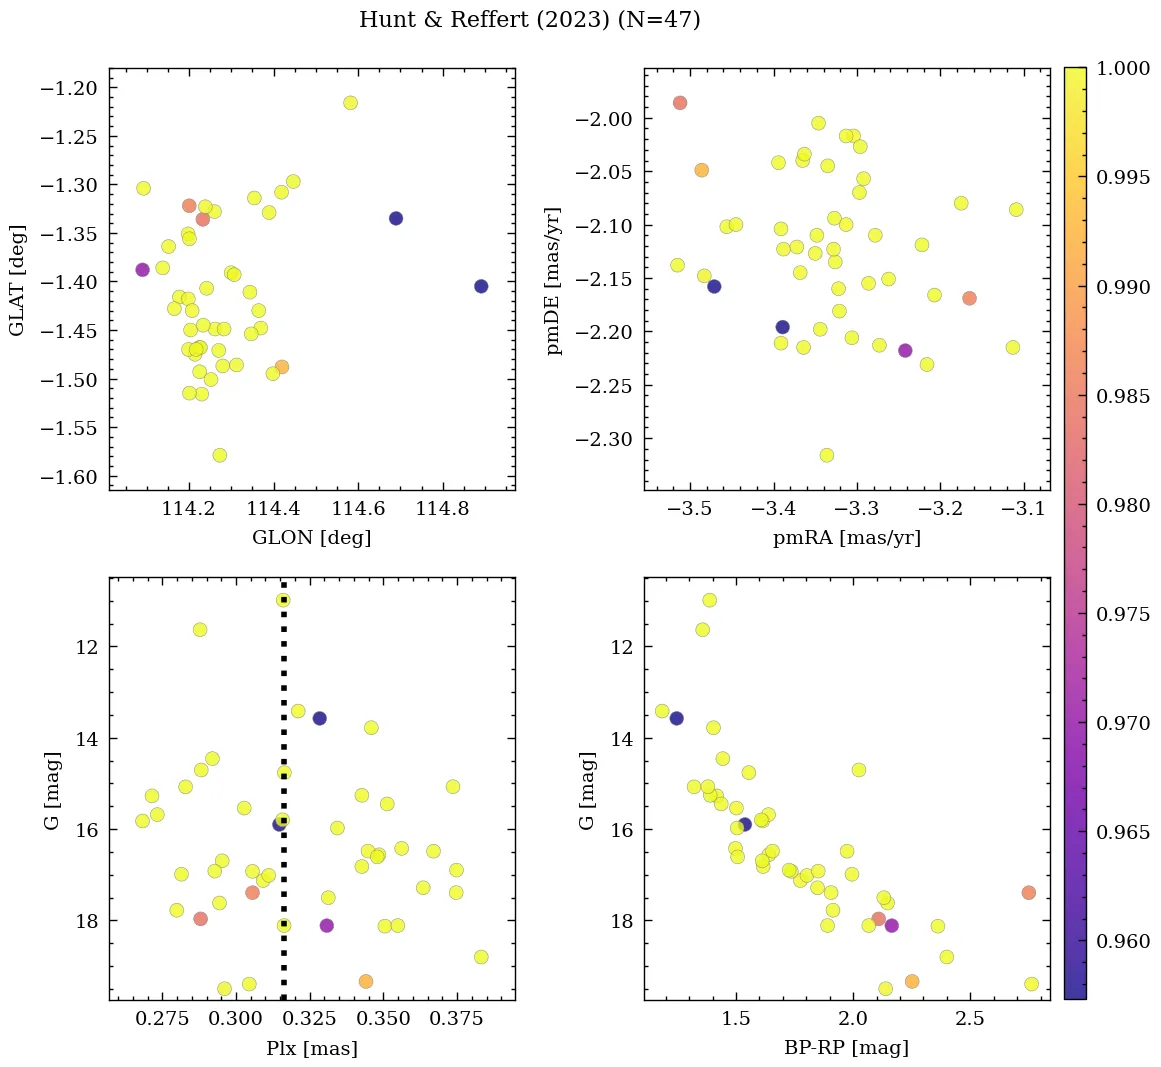 Hunt & Reffert (2023) (N=47)
−1.20
−1.25
−1.30
−1.35
−1.40
−1.45
−1.50
−1.55
−1.60
GLAT [deg]
114.2 114.4 114.6 114.8
GLON [deg]
−2.00
−2.05
−2.10
−2.15
−2.20
−2.25
−2.30
pmDE [mas/yr]
−3.5 −3.4 −3.3 −3.2 −3.1
pmRA [mas/yr]
12
14
16
18
G [mag]
0.275 0.300 0.325 0.350 0.375
Plx [mas]
12
14
16
18
G [mag]
1.5 2.0 2.5
BP-RP [mag]
1.000
0.995
0.990
0.985
0.980
0.975
0.970
0.965
0.960